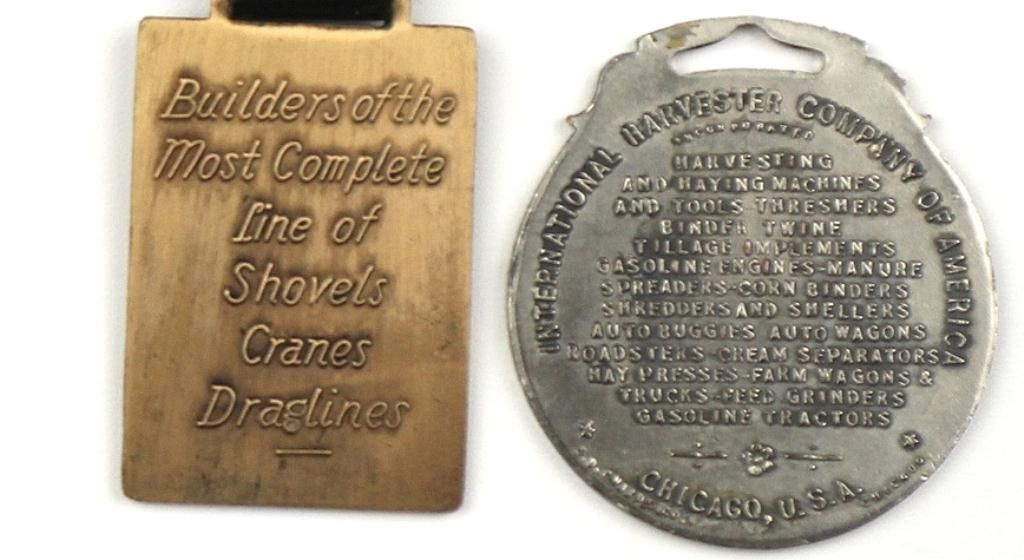 Builders of the
Most Complete
Line of
Shovels
Cranes
Draglines
INTERNATIONAL HARVESTER COMPANY OF AMERICA
INCORPORATED
HARVESTING
AND HAYING MACHINES
AND TOOLS THRESHERS
BINDER TWINE
TILLAGE IMPLEMENTS
GASOLINE ENGINES-MANURE
SPREADERS-CORN BINDERS
SHREDDERS AND SHELLERS
AUTO BUGGIES AUTO WAGONS
ROADSTERS-CREAM SEPARATORS
HAY PRESSES-FARM WAGONS &
TRUCKS-FEED GRINDERS
GASOLINE TRACTORS
CHICAGO, U.S.A.